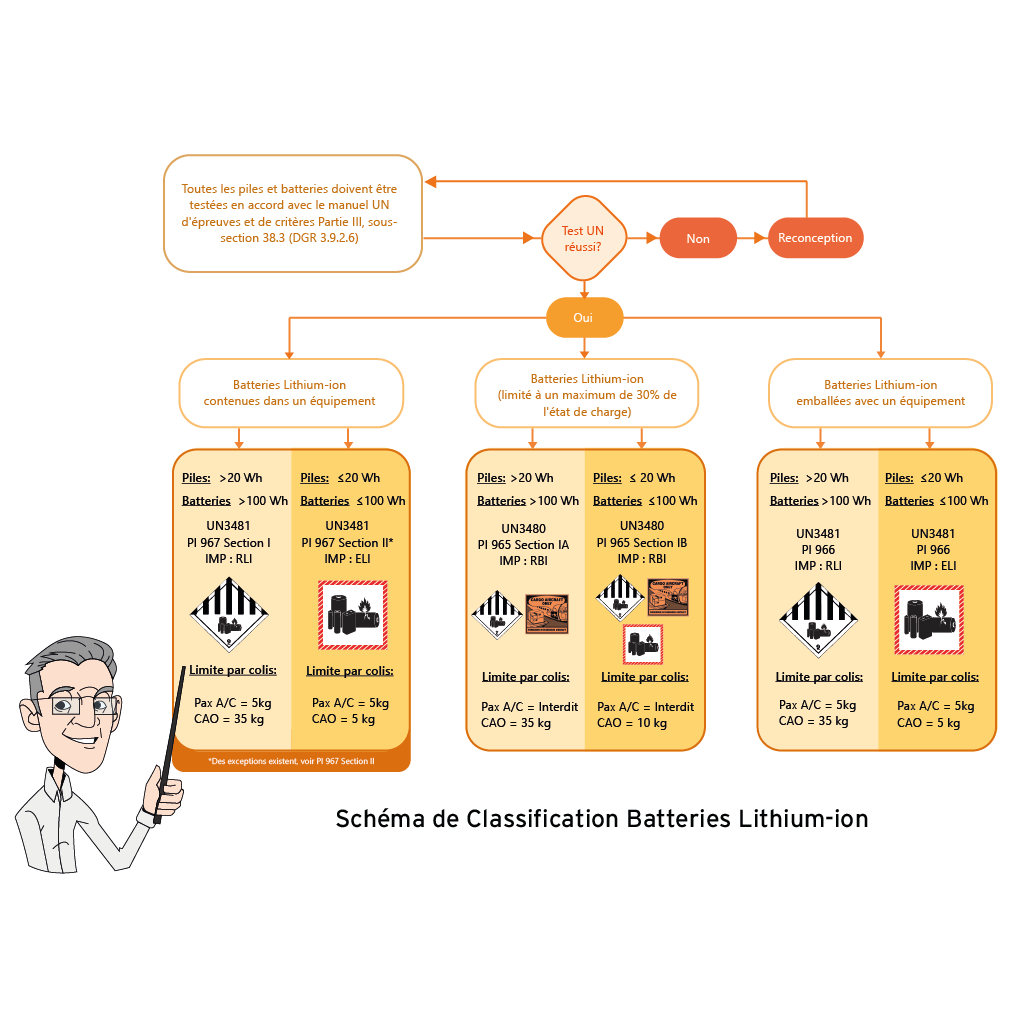 Toutes les piles et batteries doivent être
testées en accord avec le manuel UN
d'épreuves et de critères Partie III, sous-
section 38.3 (DGR 3.9.2.6)
Test UN
réussi?
Non
Reconception
Oui
Batteries Lithium-ion
contenues dans un équipement
Batteries Lithium-ion
(limité à un maximum de 30% de
l'état de charge)
Batteries Lithium-ion
emballées avec un équipement
Piles: >20 Wh
Batteries >100 Wh
UN3481
PI 967 Section I
IMP : RLI
Limite par colis:
Pax A/C = 5kg
CAO = 35 kg
Piles: ≤20 Wh
Batteries ≤100 Wh
UN3481
PI 967 Section II*
IMP : ELI
Limite par colis:
Pax A/C = 5kg
CAO = 5 kg
*Des exceptions existent, voir PI 967 Section II
Piles: >20 Wh
Batteries >100 Wh
UN3480
PI 965 Section IA
IMP : RBI
CARGO AIRCRAFT
ONLY
Limite par colis:
Pax A/C = Interdit
CAO = 35 kg
Piles: ≤ 20 Wh
Batteries ≤100 Wh
UN3480
PI 965 Section IB
IMP : RBI
CARGO AIRCRAFT
ONLY
Limite par colis:
Pax A/C = Interdit
CAO = 10 kg
Piles: >20 Wh
Batteries >100 Wh
UN3481
PI 966
IMP : RLI
Limite par colis:
Pax A/C = 5kg
CAO = 35 kg
Piles: ≤20 Wh
Batteries ≤100 Wh
UN3481
PI 966
IMP : ELI
Limite par colis:
Pax A/C = 5kg
CAO = 5 kg
Schéma de Classification Batteries Lithium-ion